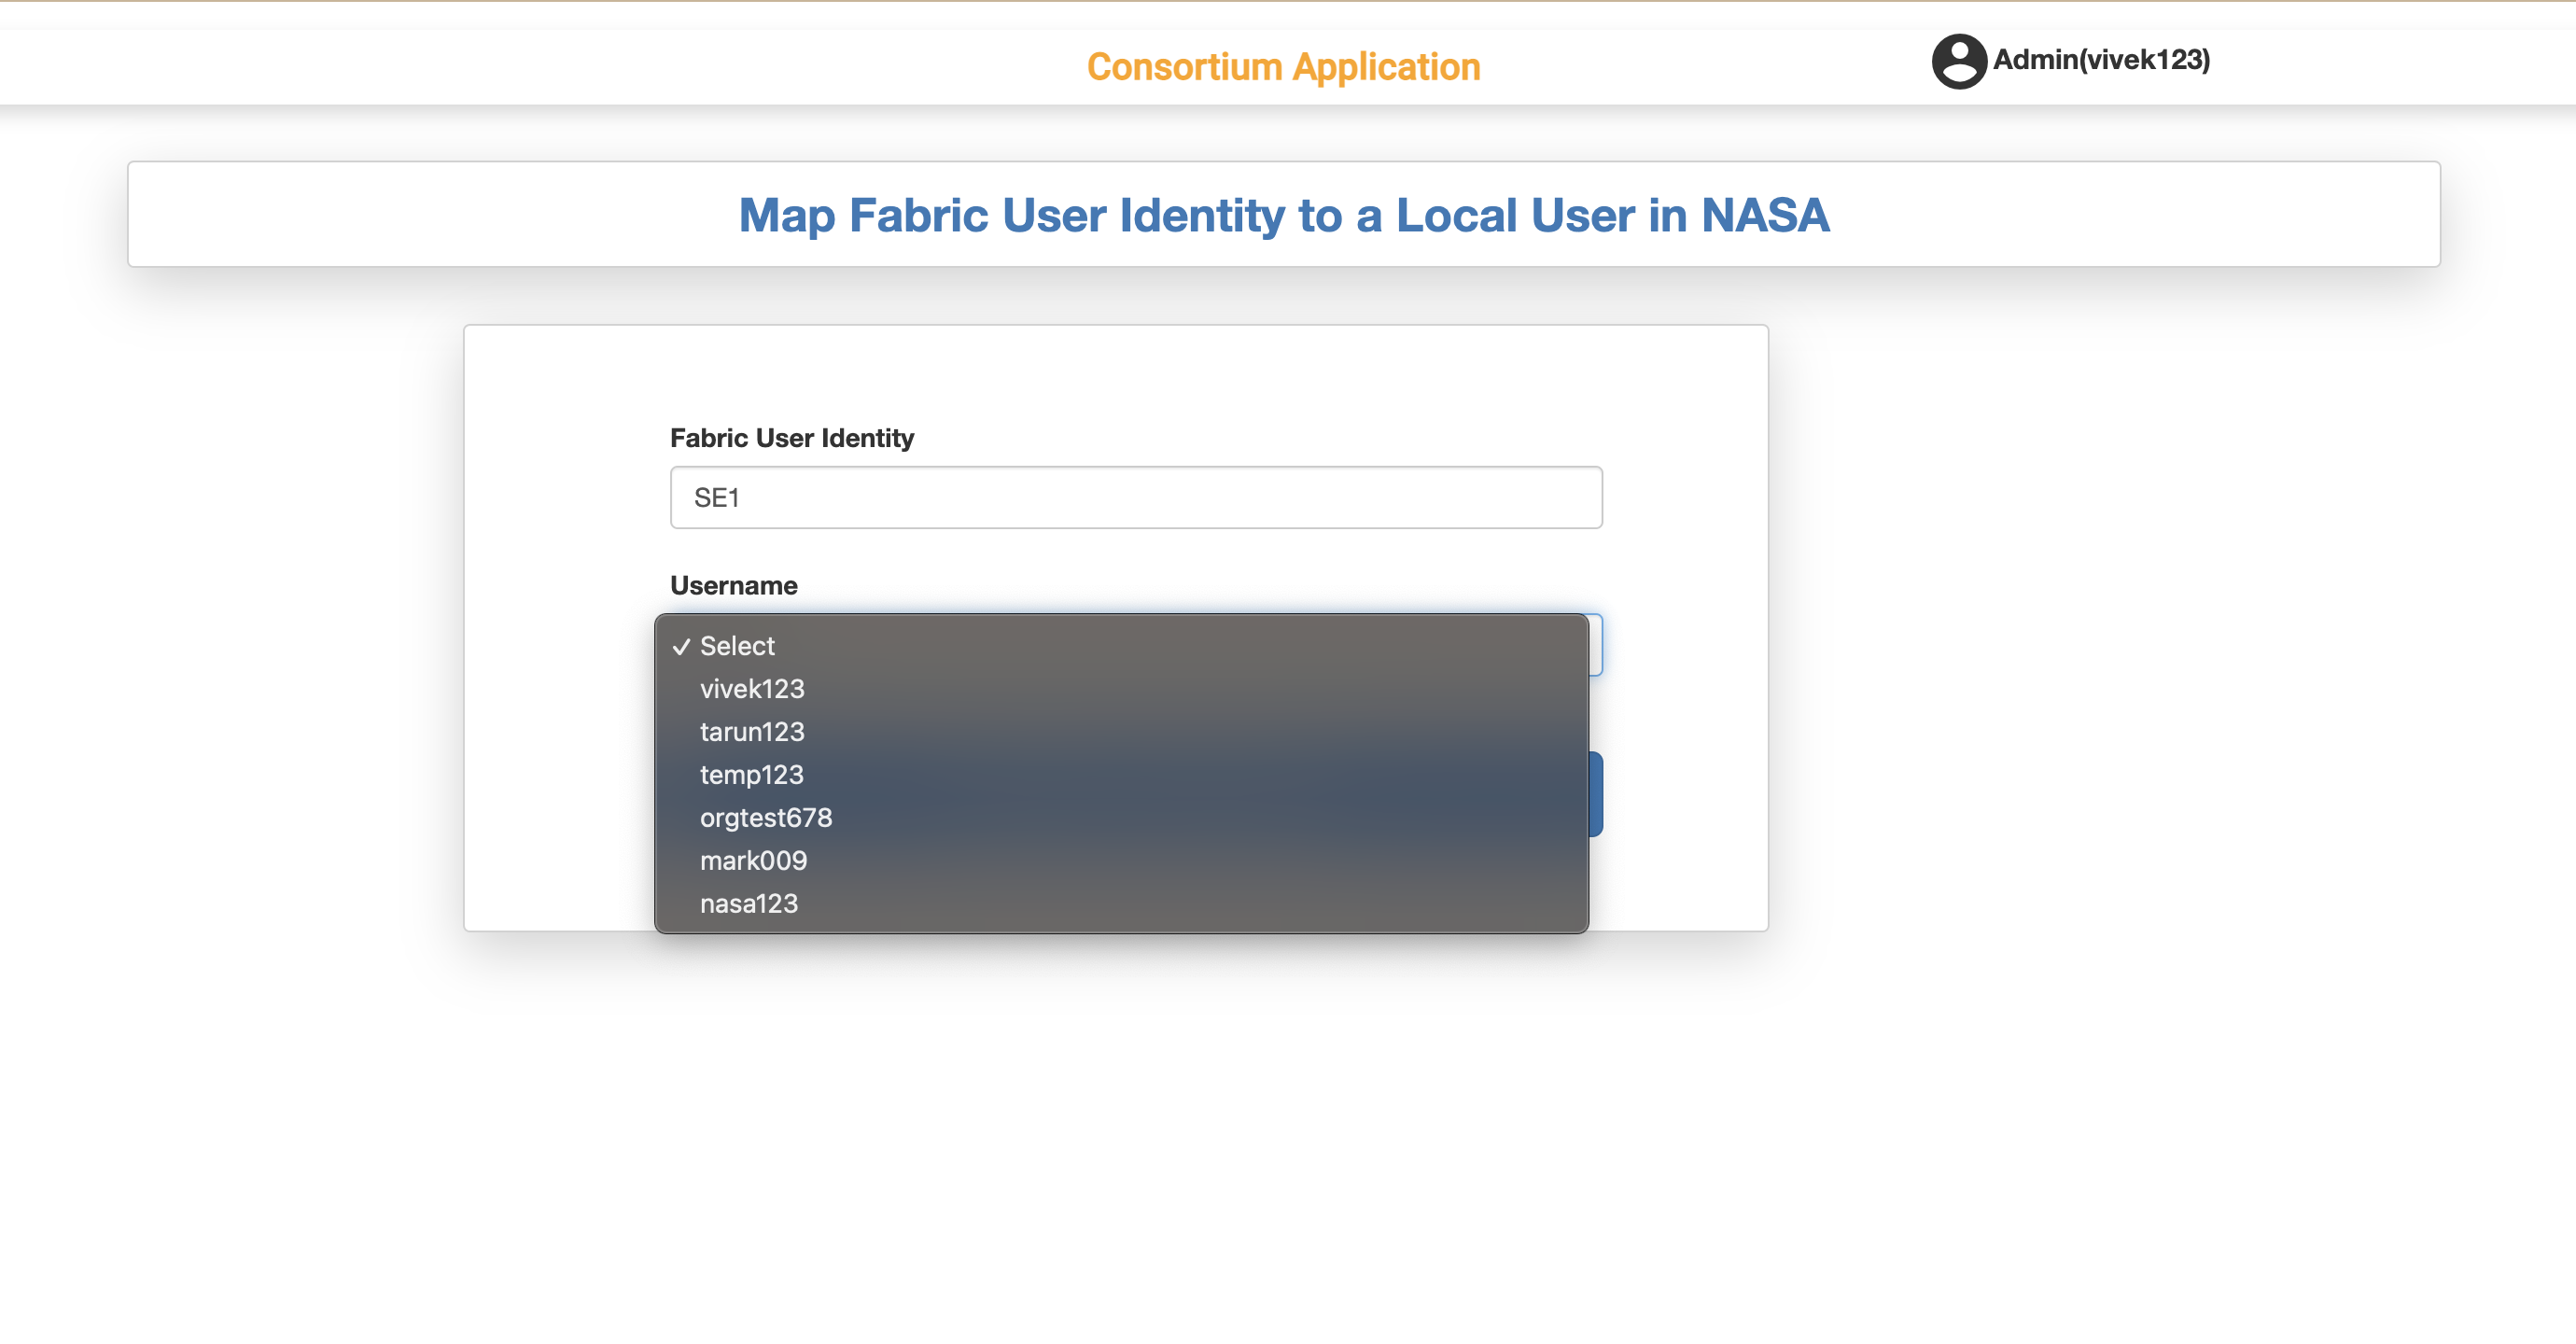 Consortium Application
Admin(vivek123)
Map Fabric User Identity to a Local User in NASA
Fabric User Identity
SE1
Username
✓ Select
vivek123
tarun123
temp123
orgtest678
mark009
nasa123